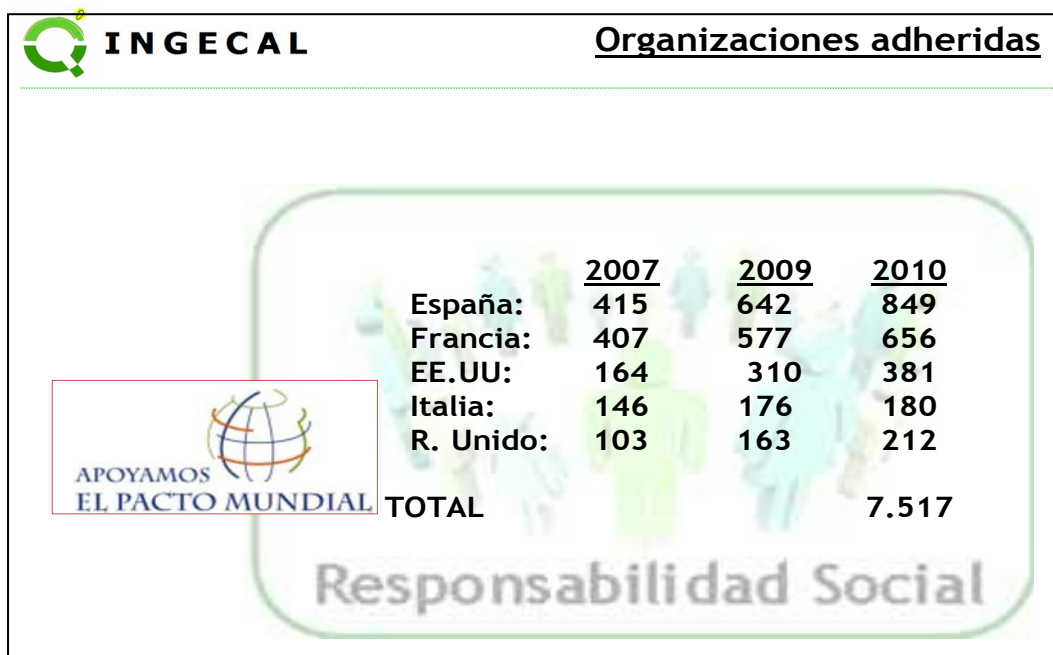 INGECAL
Organizaciones adheridas
2007 2009 2010
España: 415 642 849
Francia: 407 577 656
EE.UU: 164 310 381
Italia: 146 176 180
R. Unido: 103 163 212
APOYAMOS
EL PACTO MUNDIAL
TOTAL 7.517
Responsabilidad Social